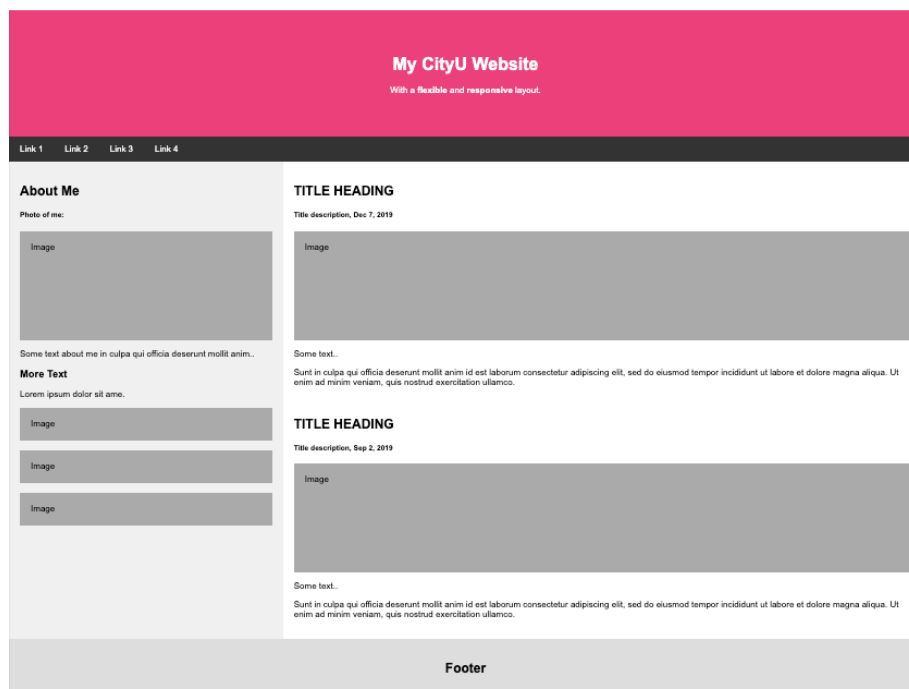 My CityU Website
With a flexible and responsive layout.
Link 1 Link 2 Link 3 Link 4
About Me
Photo of me:
Image
Some text about me in culpa qui officia deserunt mollit anim..
More Text
Lorem ipsum dolor sit ame.
Image
Image
Image
TITLE HEADING
Title description, Dec 7, 2019
Image
Some text..
Sunt in culpa qui officia deserunt mollit anim id est laborum consectetur adipiscing elit, sed do eiusmod tempor incididunt ut labore et dolore magna aliqua. Ut
enim ad minim veniam, quis nostrud exercitation ullamco.
TITLE HEADING
Title description, Sep 2, 2019
Image
Some text..
Sunt in culpa qui officia deserunt mollit anim id est laborum consectetur adipiscing elit, sed do eiusmod tempor incididunt ut labore et dolore magna aliqua. Ut
enim ad minim veniam, quis nostrud exercitation ullamco.
Footer